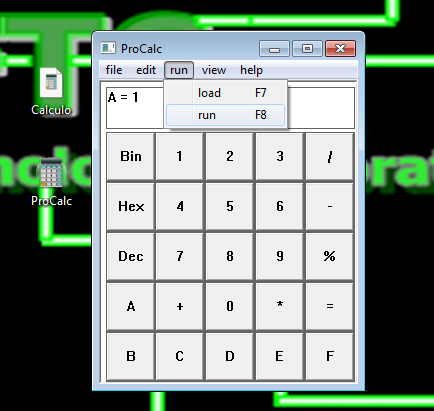 TC
ProCalc
file edit run view help
load F7
run F8
A = 1
Bin 1 2 3 /
Hex 4 5 6 -
Dec 7 8 9 %
A + 0 * =
B C D E F
Calculo
ProCalc